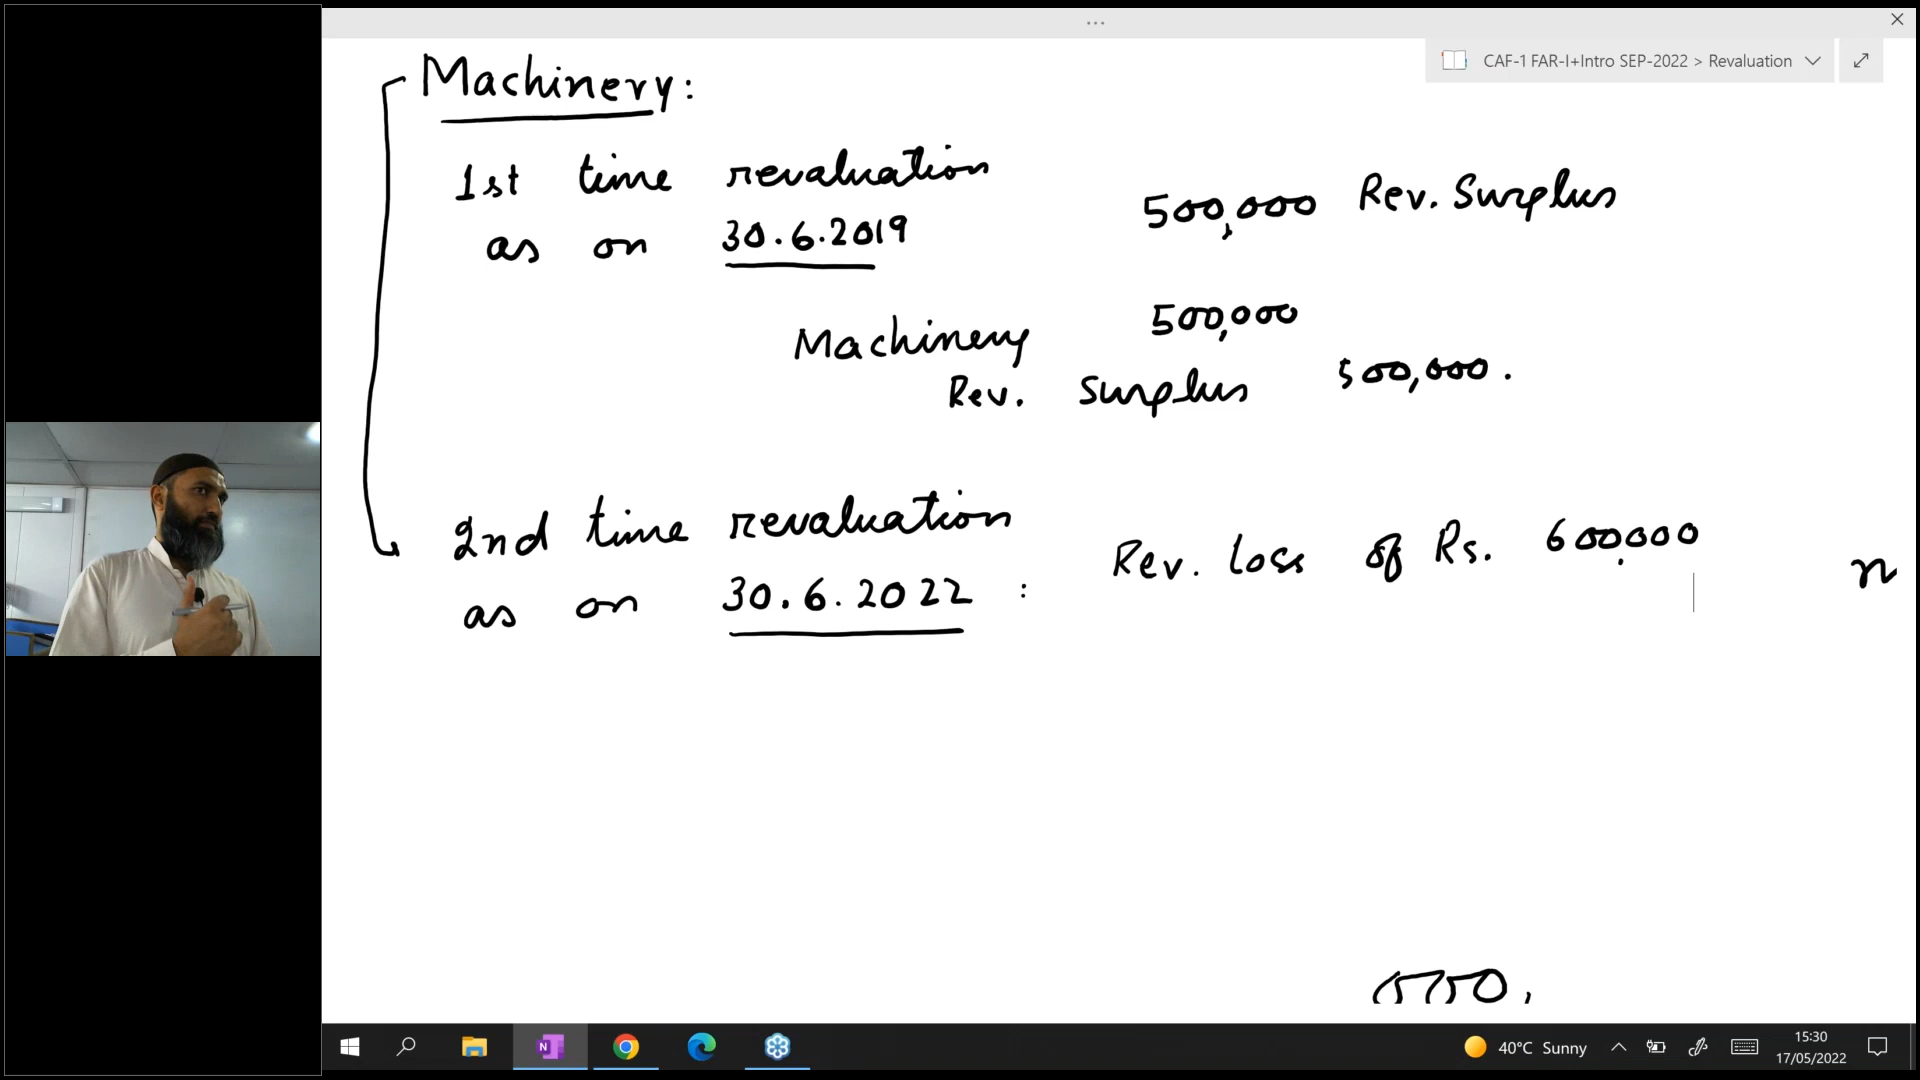 CAF-1 FAR-I+Intro SEP-2022 > Revaluation
Machinery:
1st time revaluation
as on 30.6.2019
500,000 Rev. Surplus
Machinery 500,000
Rev. Surplus 500,000.
2nd time revaluation
as on 30.6.2022 :
Rev. loss of Rs. 600,000
n
40°C Sunny
15:30
17/05/2022